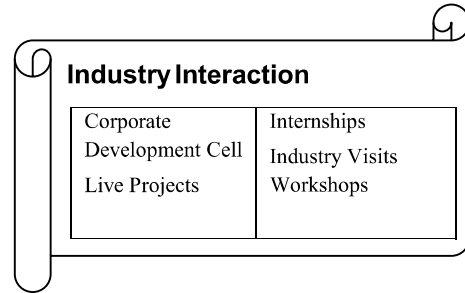 Industry Interaction
Corporate
Development Cell
Live Projects
Internships
Industry Visits
Workshops